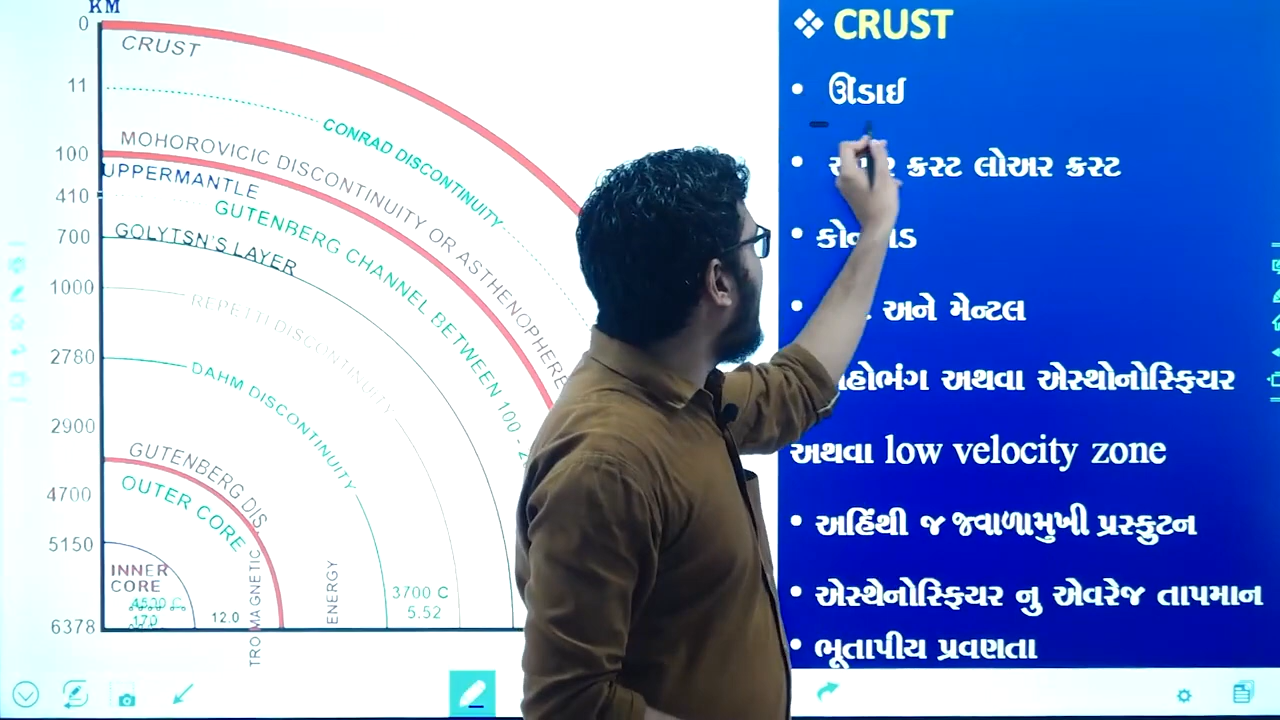 KM
0
CRUST
11
CONRAD DISCONTINUITY
100
MOHOROVICIC DISCONTINUITY OR ASTHENOPHERE
UPPERMANTLE
410
GUTENBERG CHANNEL BETWEEN 100 -
700
GOLYTSN'S LAYER
1000
REPETTI DISCONTINUITY
2780
DAHM DISCONTINUITY
2900
GUTENBERG DIS
4700
OUTER CORE
5150
INNER
CORE
4500 C
170
12.0
MAGNETIC
ENERGY
3700 C
5.52
6378
❖ CRUST
• ઊંડાઈ
• ક્રસ્ટ લોઅર ક્રસ્ટ
•
• અને મેન્ટલ
• અથવા એસ્થોનોસ્ફિયર
અથવા low velocity zone
• અહિંથી જ જ્વાળામુખી પ્રસ્ફુટન
• એસ્થેનોસ્ફિયર નુ એવરેજ તાપમાન
• ભૂતાપીય પ્રવણતા